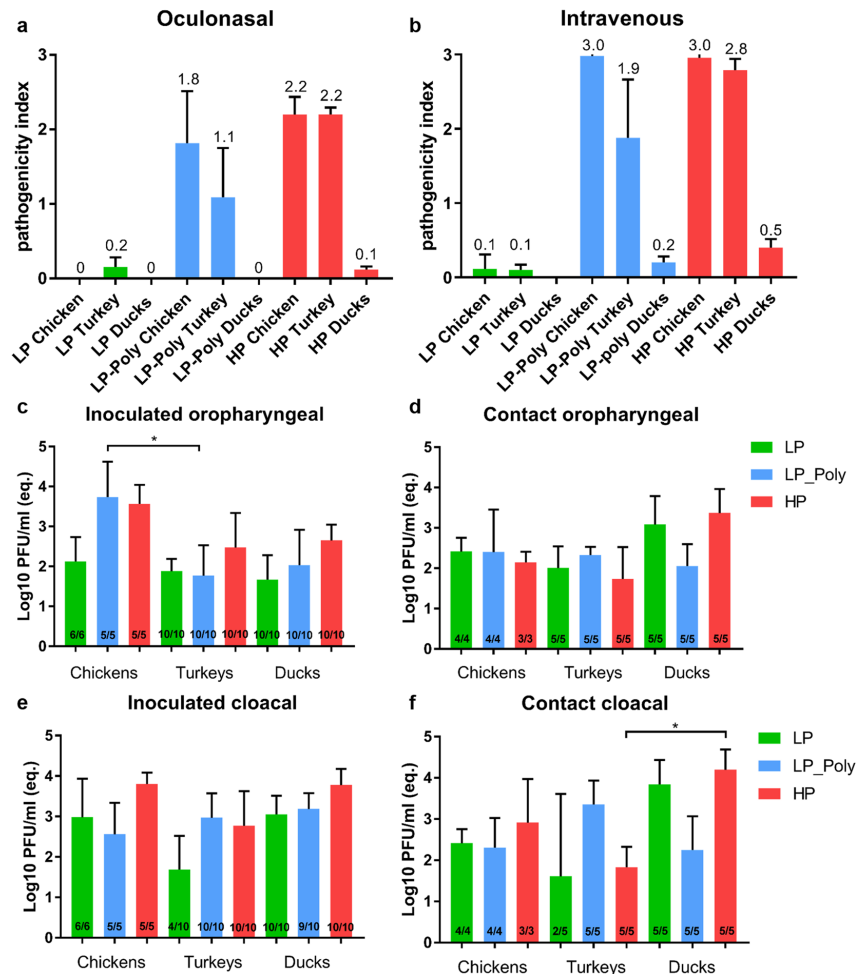 a
Oculonasal
pathogenicity index
3
2
1
0
0
0.2
0
1.8
1.1
0
2.2
2.2
0.1
LP Chicken
LP Turkey
LP Ducks
LP-Poly Chicken
LP-Poly Turkey
LP-poly Ducks
HP Chicken
HP Turkey
HP Ducks
b
Intravenous
pathogenicity index
3
2
1
0
0.1
0.1
3.0
1.9
0.2
3.0
2.8
0.5
LP Chicken
LP Turkey
LP Ducks
LP-Poly Chicken
LP-Poly Turkey
LP-poly Ducks
HP Chicken
HP Turkey
HP Ducks
c
Inoculated oropharyngeal
Log10 PFU/ml (eq.)
5
4
3
2
1
0
*
6/6 5/5 5/5 10/10 10/10 10/10 10/10 10/10 10/10
Chickens Turkeys Ducks
d
Contact oropharyngeal
Log10 PFU/ml (eq.)
5
4
3
2
1
0
4/4 4/4 3/3 5/5 5/5 5/5 5/5 5/5 5/5
Chickens Turkeys Ducks
LP
LP_Poly
HP
e
Inoculated cloacal
Log10 PFU/ml (eq.)
5
4
3
2
1
0
6/6 5/5 5/5 4/10 10/10 10/10 10/10 9/10 10/10
Chickens Turkeys Ducks
f
Contact cloacal
Log10 PFU/ml (eq.)
5
4
3
2
1
0
*
4/4 4/4 3/3 2/5 5/5 5/5 5/5 5/5 5/5
Chickens Turkeys Ducks
LP
LP_Poly
HP